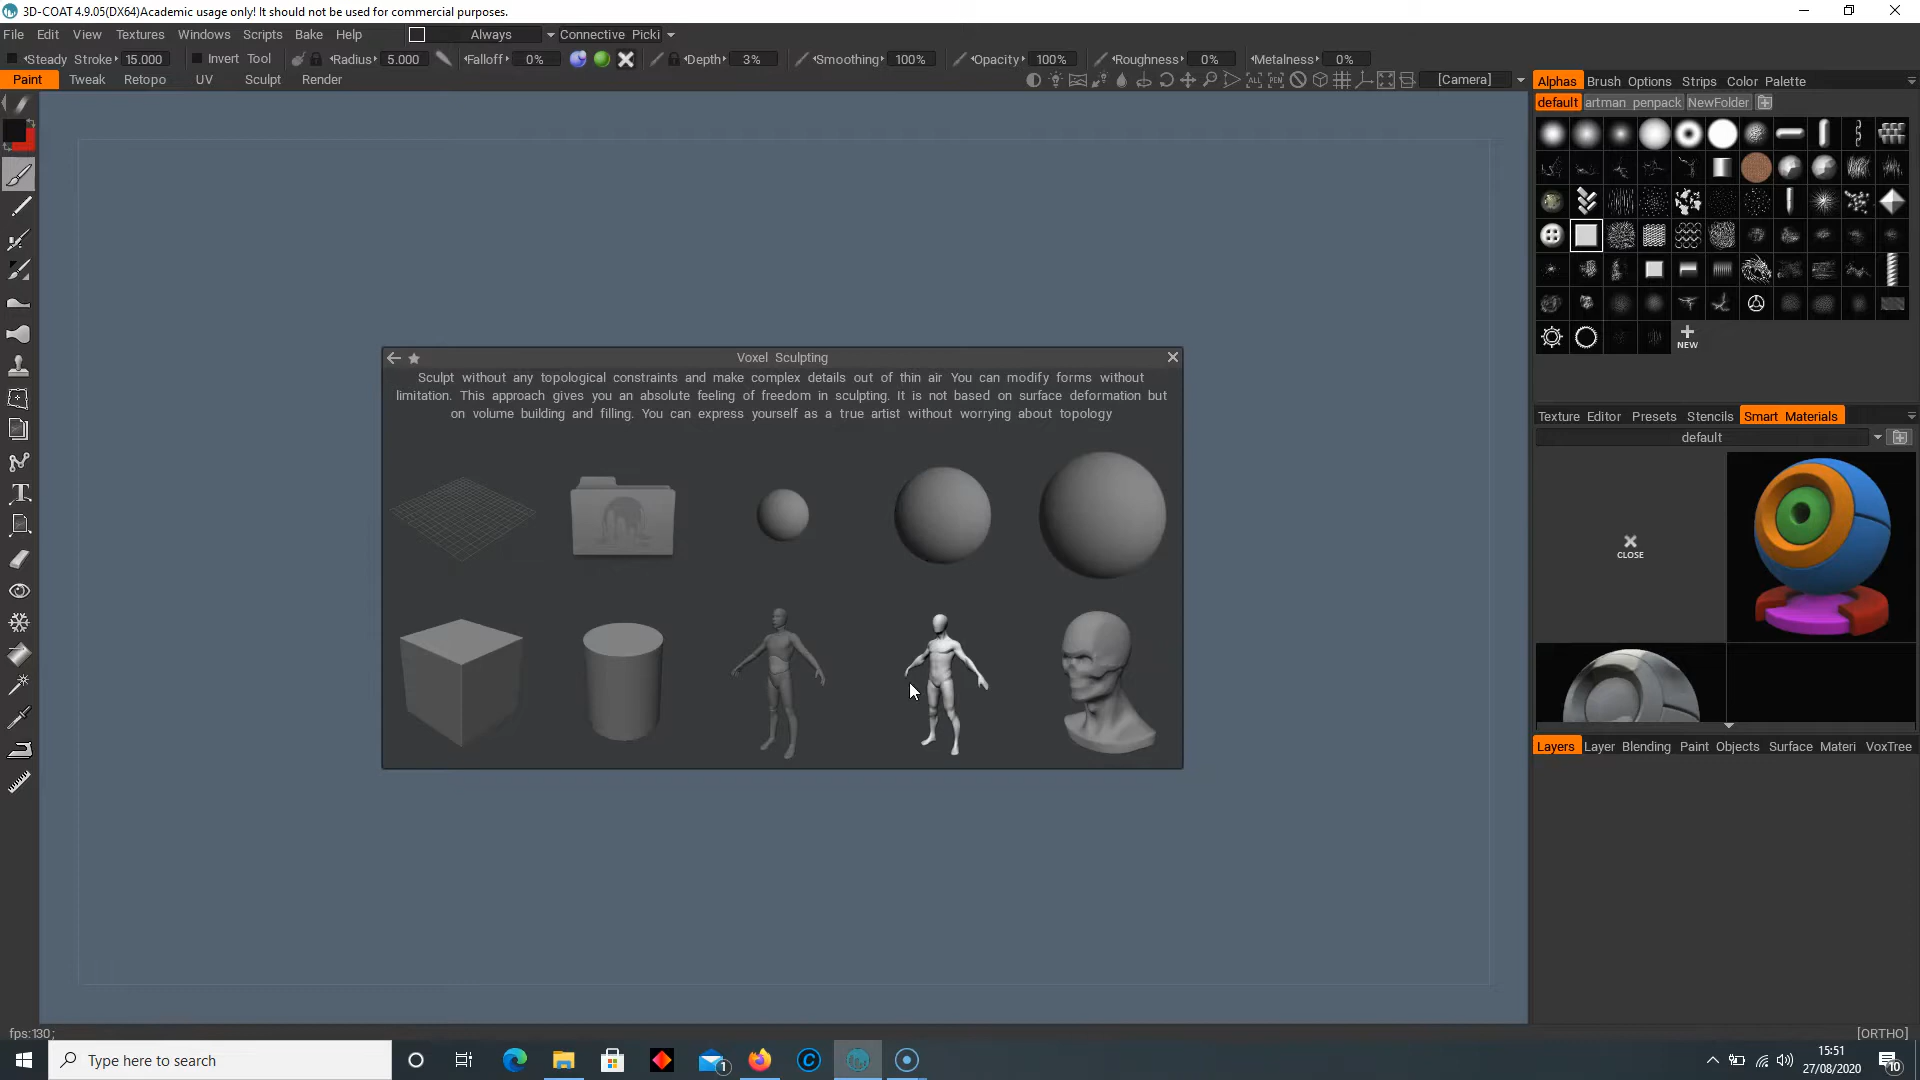 3D-COAT 4.9.05(DX64)Academic usage only! It should not be used for commercial purposes.
File Edit View Textures Windows Scripts Bake Help Always Connective Picki
Steady Stroke 15.000 Invert Tool Radius 5.000 Falloff 0% Depth 3% Smoothing 100% Opacity 100% Roughness 0% Metalness 0%
Paint Tweak Retopo UV Sculpt Render ALL PEN [Camera] Alphas Brush Options Strips Color Palette
default artman penpack NewFolder
NEW
Voxel Sculpting
Sculpt without any topological constraints and make complex details out of thin air You can modify forms without
limitation. This approach gives you an absolute feeling of freedom in sculpting. It is not based on surface deformation but
on volume building and filling. You can express yourself as a true artist without worrying about topology
Texture Editor Presets Stencils Smart Materials
default
CLOSE
Layers Layer Blending Paint Objects Surface Materi VoxTree
fps:130; [ORTHO]
Type here to search
1
15:51
27/08/2020
10